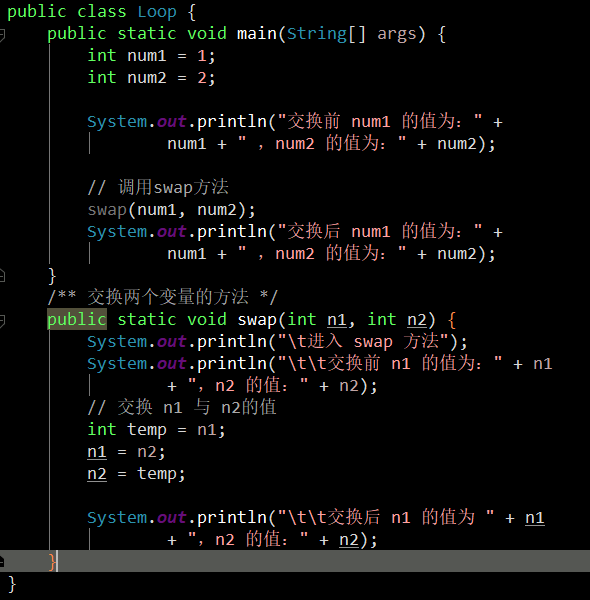 public class Loop {
public static void main(String[] args) {
int num1 = 1;
int num2 = 2;
System.out.println("交换前 num1 的值为：" +
num1 + " ，num2 的值为：" + num2);
// 调用swap方法
swap(num1, num2);
System.out.println("交换后 num1 的值为：" +
num1 + " ，num2 的值为：" + num2);
}
/** 交换两个变量的方法 */
public static void swap(int n1, int n2) {
System.out.println("\t进入 swap 方法");
System.out.println("\t\t交换前 n1 的值为：" + n1
+ "，n2 的值：" + n2);
// 交换 n1 与 n2的值
int temp = n1;
n1 = n2;
n2 = temp;
System.out.println("\t\t交换后 n1 的值为 " + n1
+ "，n2 的值：" + n2);
}
}